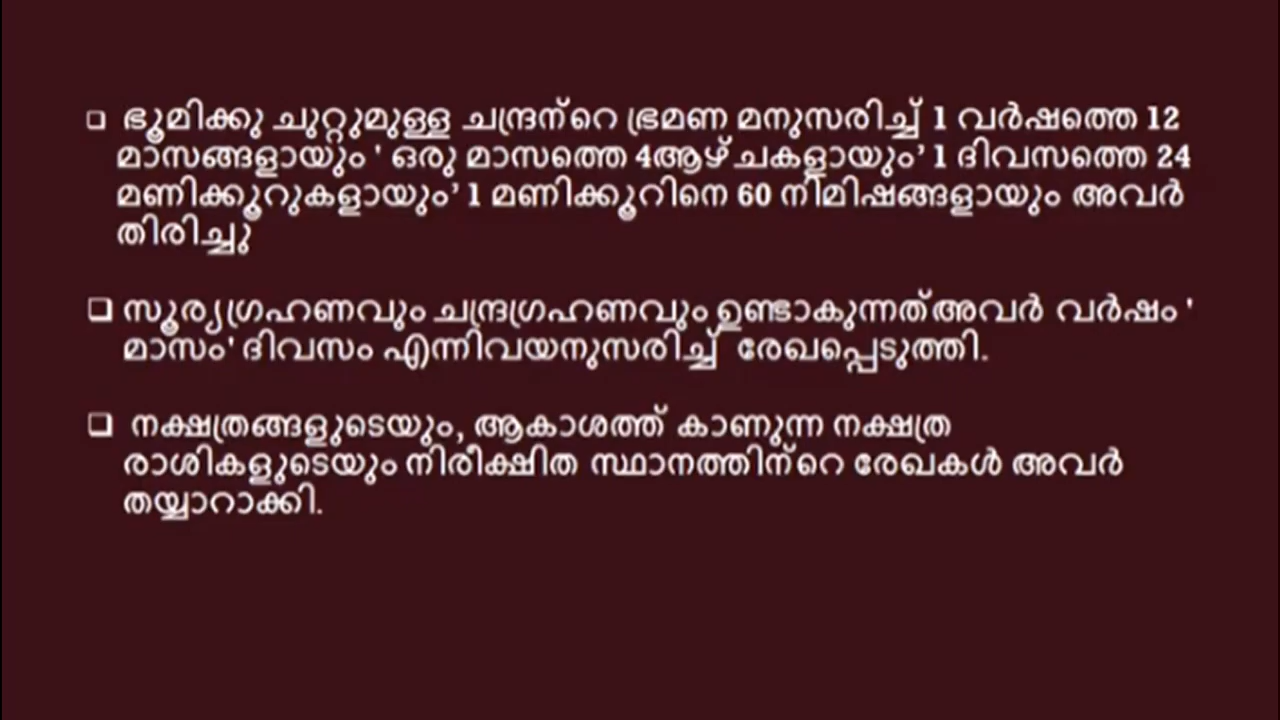 ❑ ഭൂമിക്കു ചുറ്റുമുള്ള ചന്ദ്രന്‍റെ ഭ്രമണ മനുസരിച്ച് 1 വർഷത്തെ 12
മാസങ്ങളായും ' ഒരു മാസത്തെ 4ആഴ് ചകളായും’ 1 ദിവസത്തെ 24
മണിക്കൂറുകളായും’ 1 മണിക്കൂറിനെ 60 നിമിഷങ്ങളായും അവർ
തിരിച്ചു
❑ സൂര്യഗ്രഹണവും ചന്ദ്രഗ്രഹണവും ഉണ്ടാകുന്നത് അവർ വർഷം '
മാസം' ദിവസം എന്നിവയനുസരിച്ച് രേഖപ്പെടുത്തി.
❑ നക്ഷത്രങ്ങളുടെയും, ആകാശത്ത് കാണുന്ന നക്ഷത്ര
രാശികളുടെയും നിരീക്ഷിത സ്ഥാനത്തിന്‍റെ രേഖകൾ അവർ
തയ്യാറാക്കി.